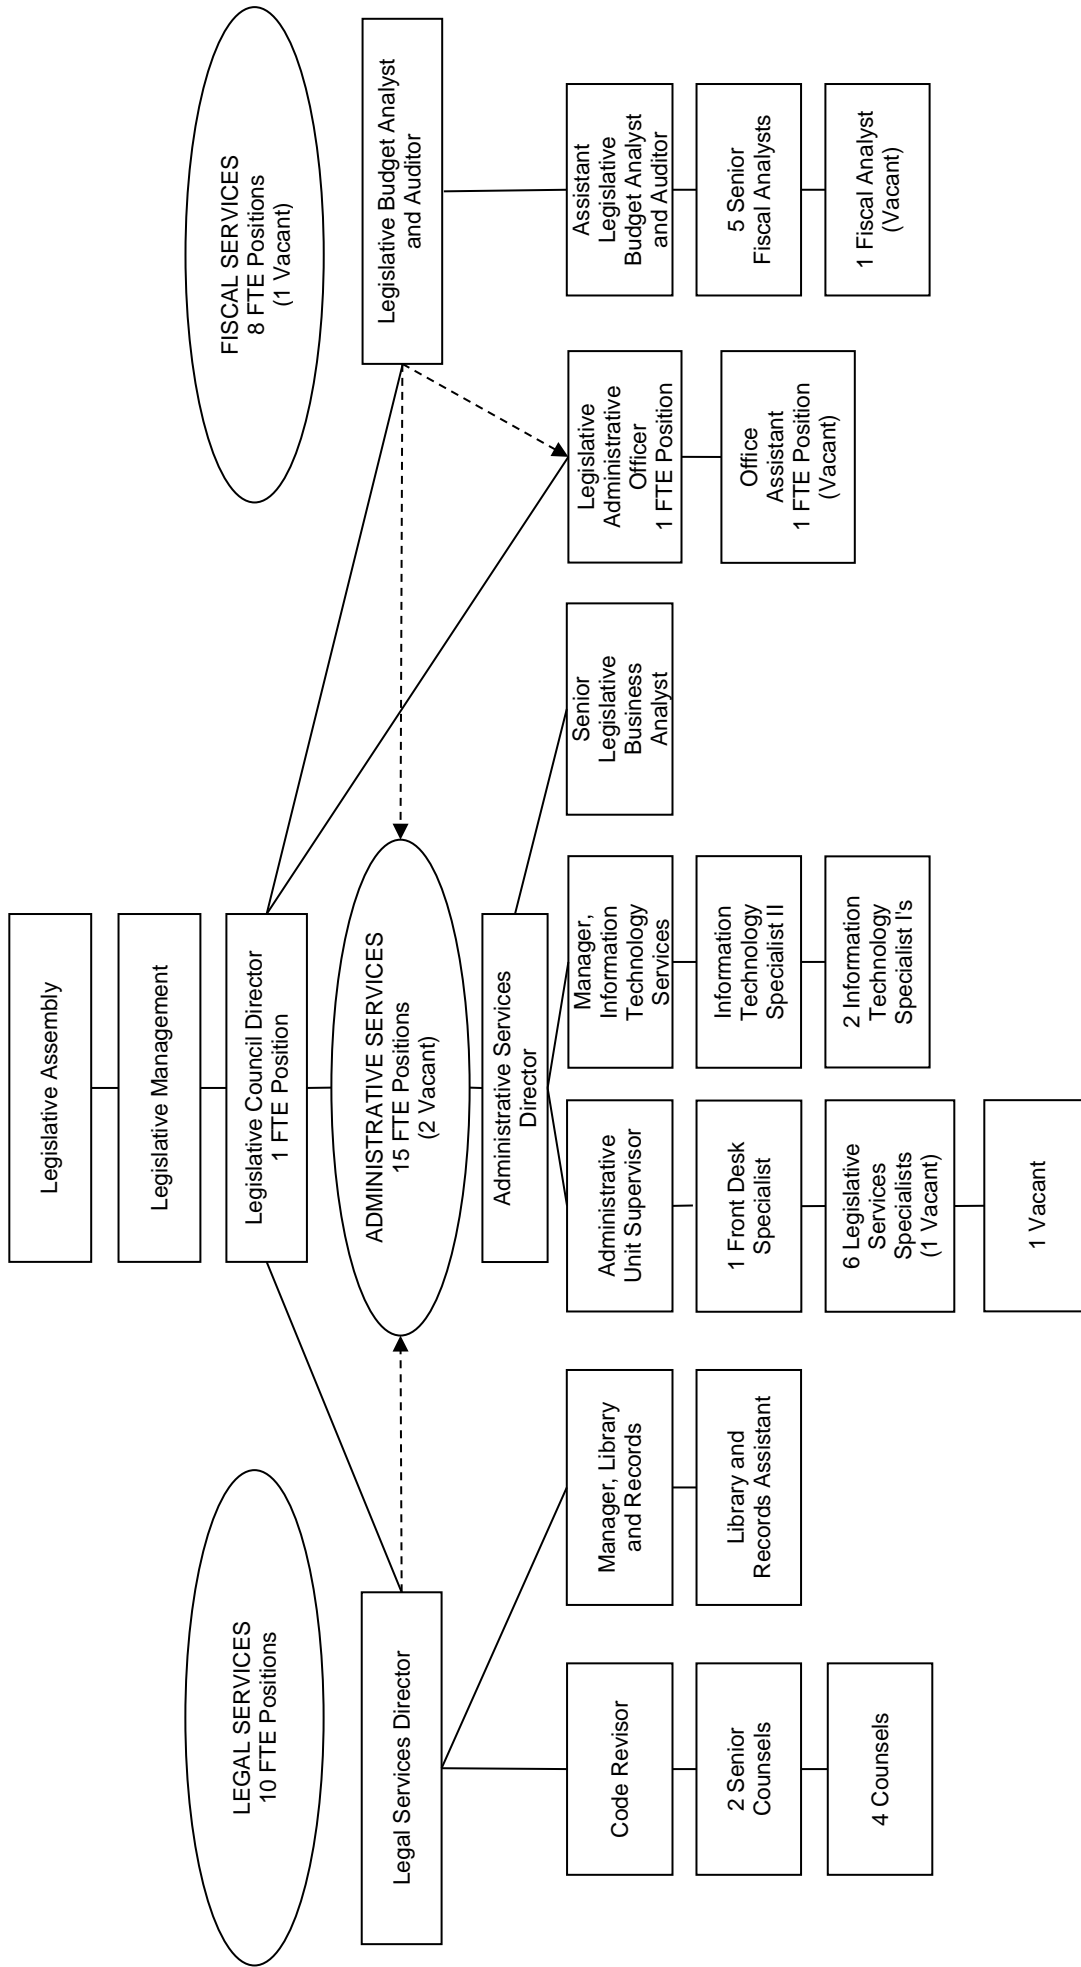 Legislative Assembly
Legislative Management
Legislative Council Director
1 FTE Position
LEGAL SERVICES
10 FTE Positions
ADMINISTRATIVE SERVICES
15 FTE Positions
(2 Vacant)
FISCAL SERVICES
8 FTE Positions
(1 Vacant)
Legal Services Director
Administrative Services
Director
Legislative Budget Analyst
and Auditor
Code Revisor
2 Senior
Counsels
4 Counsels
Manager, Library
and Records
Library and
Records Assistant
Administrative
Unit Supervisor
1 Front Desk
Specialist
6 Legislative
Services
Specialists
(1 Vacant)
1 Vacant
Manager,
Information
Technology
Services
Information
Technology
Specialist II
2 Information
Technology
Specialist I's
Senior
Legislative
Business
Analyst
Legislative
Administrative
Officer
1 FTE Position
Office
Assistant
1 FTE Position
(Vacant)
Assistant
Legislative
Budget Analyst
and Auditor
5 Senior
Fiscal Analysts
1 Fiscal Analyst
(Vacant)